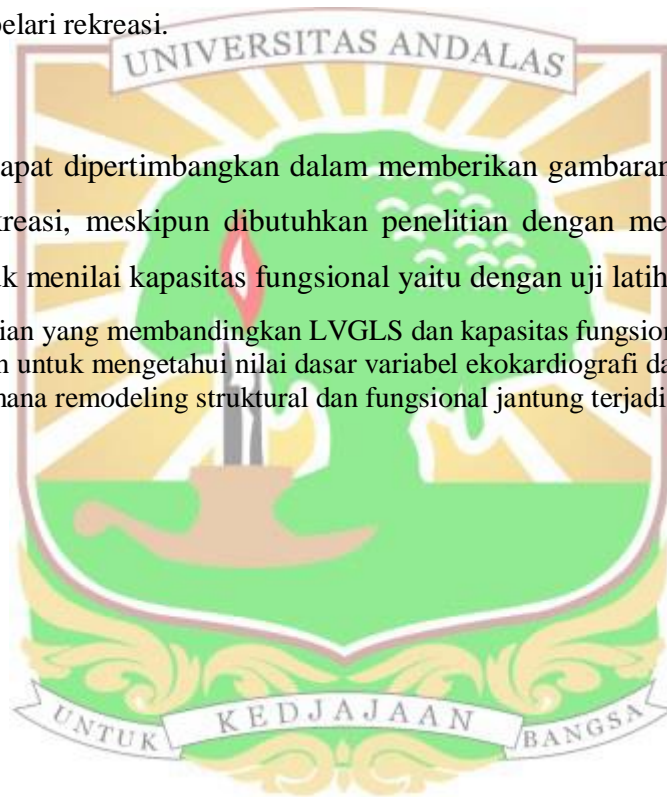 pelari rekreasi.
UNIVERSITAS ANDALAS
apat dipertimbangkan dalam memberikan gambaran
kreasi, meskipun dibutuhkan penelitian dengan me
k menilai kapasitas fungsional yaitu dengan uji latih
ian yang membandingkan LVGLS dan kapasitas fungsion
n untuk mengetahui nilai dasar variabel ekokardiografi da
mana remodeling struktural dan fungsional jantung terjadi
UNTUK KEDJAJAAN BANGSA